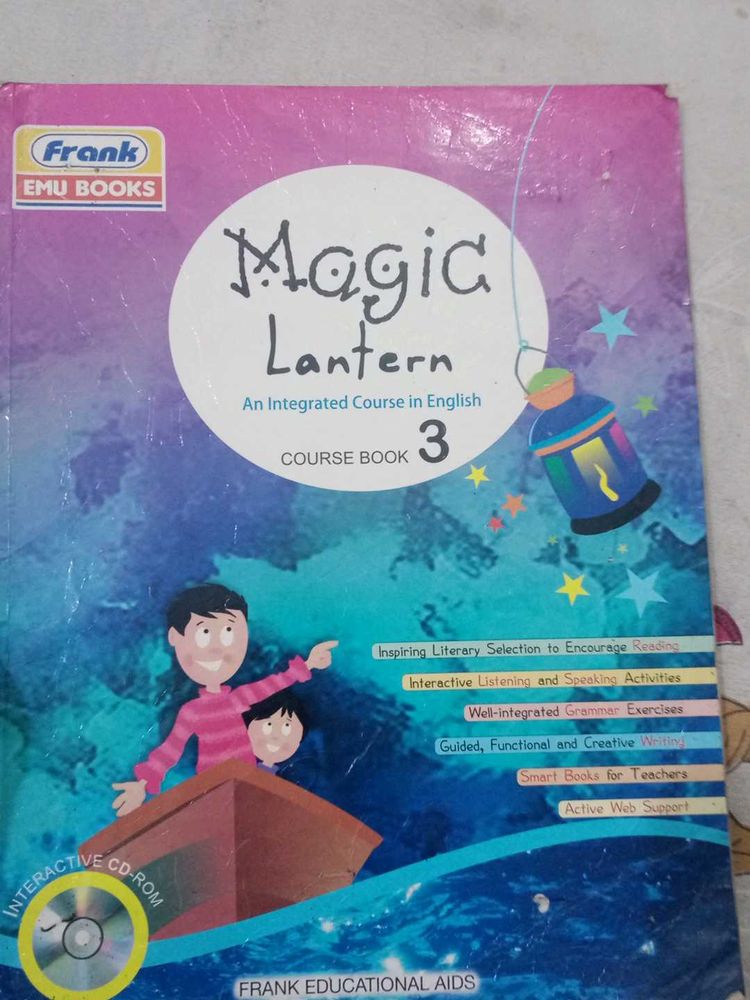 Frank
EMU BOOKS
Magic
Lantern
An Integrated Course in English
COURSE BOOK 3
Inspiring Literary Selection to Encourage Reading
Interactive Listening and Speaking Activities
Well-integrated Grammar Exercises
Guided, Functional and Creative Writing
Smart Books for Teachers
Active Web Support
INTERACTIVE CD-ROM
FRANK EDUCATIONAL AIDS